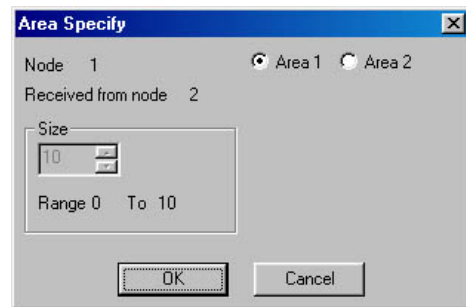 Area Specify
Node 1
Area 1 Area 2
Received from node 2
Size
10
Range 0 To 10
OK Cancel